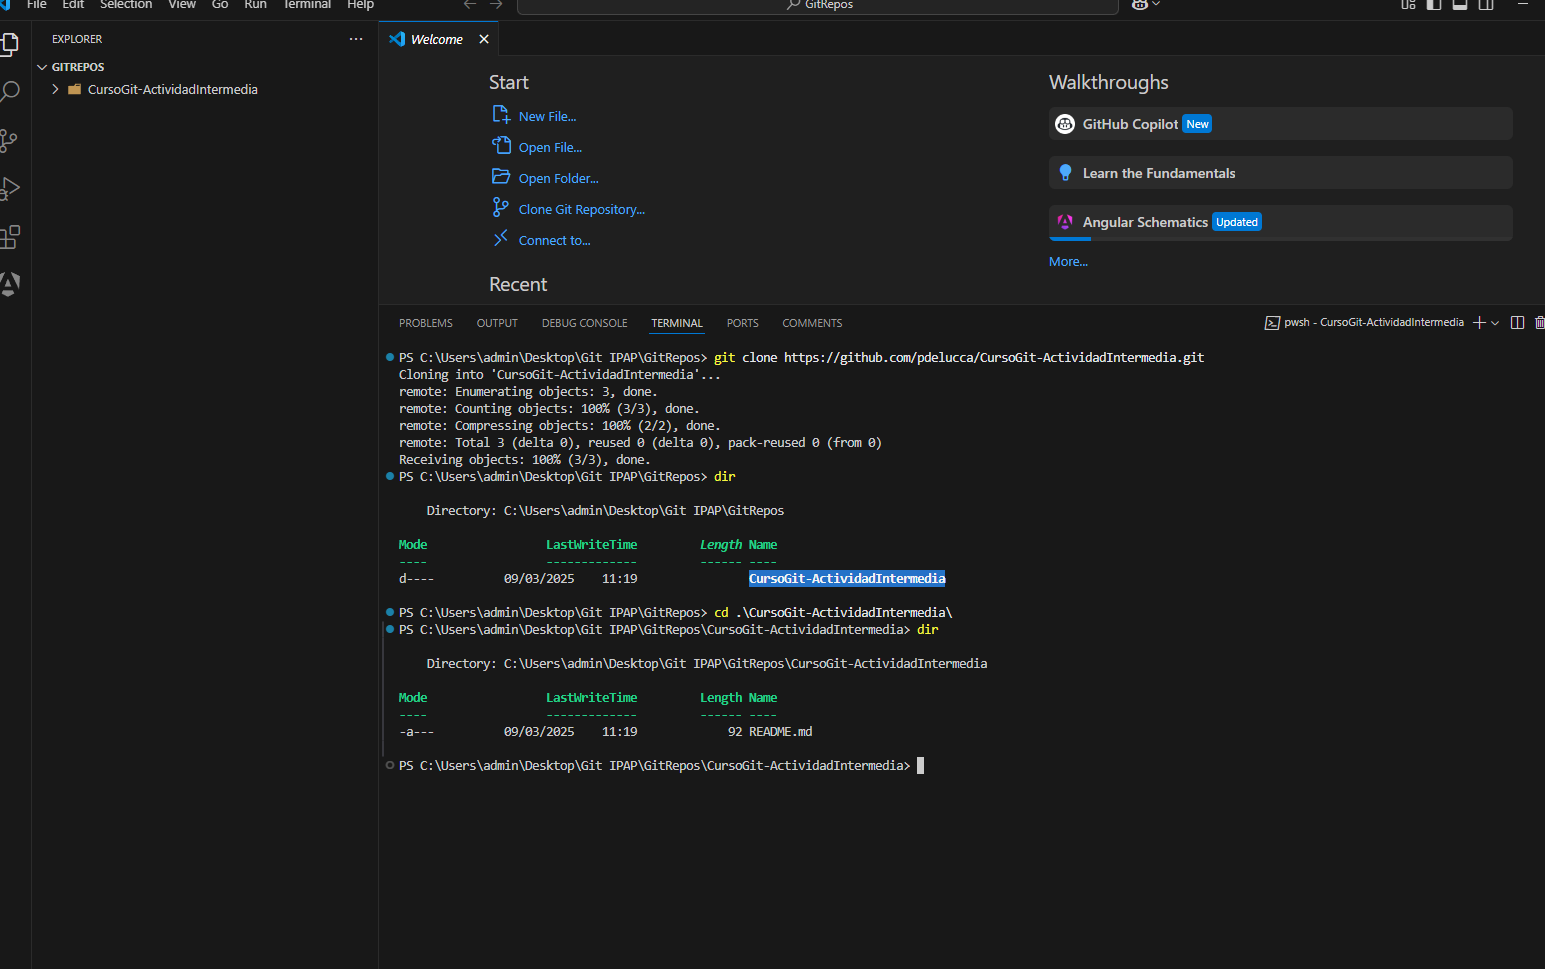 File Edit Selection View Go Run Terminal Help
GitRepos
EXPLORER
GITREPOS
CursoGit-ActividadIntermedia
Welcome
Start
New File...
Open File...
Open Folder...
Clone Git Repository...
Connect to...
Recent
Walkthroughs
GitHub Copilot New
Learn the Fundamentals
Angular Schematics Updated
More...
PROBLEMS OUTPUT DEBUG CONSOLE TERMINAL PORTS COMMENTS
pwsh - CursoGit-ActividadIntermedia
PS C:\Users\admin\Desktop\Git IPAP\GitRepos> git clone https://github.com/pdelucca/CursoGit-ActividadIntermedia.git
Cloning into 'CursoGit-ActividadIntermedia'...
remote: Enumerating objects: 3, done.
remote: Counting objects: 100% (3/3), done.
remote: Compressing objects: 100% (2/2), done.
remote: Total 3 (delta 0), reused 0 (delta 0), pack-reused 0 (from 0)
Receiving objects: 100% (3/3), done.
PS C:\Users\admin\Desktop\Git IPAP\GitRepos> dir
Directory: C:\Users\admin\Desktop\Git IPAP\GitRepos
Mode LastWriteTime Length Name
---- ------------- ------ ----
d---- 09/03/2025 11:19 CursoGit-ActividadIntermedia
PS C:\Users\admin\Desktop\Git IPAP\GitRepos> cd .\CursoGit-ActividadIntermedia\
PS C:\Users\admin\Desktop\Git IPAP\GitRepos\CursoGit-ActividadIntermedia> dir
Directory: C:\Users\admin\Desktop\Git IPAP\GitRepos\CursoGit-ActividadIntermedia
Mode LastWriteTime Length Name
---- ------------- ------ ----
-a--- 09/03/2025 11:19 92 README.md
PS C:\Users\admin\Desktop\Git IPAP\GitRepos\CursoGit-ActividadIntermedia>